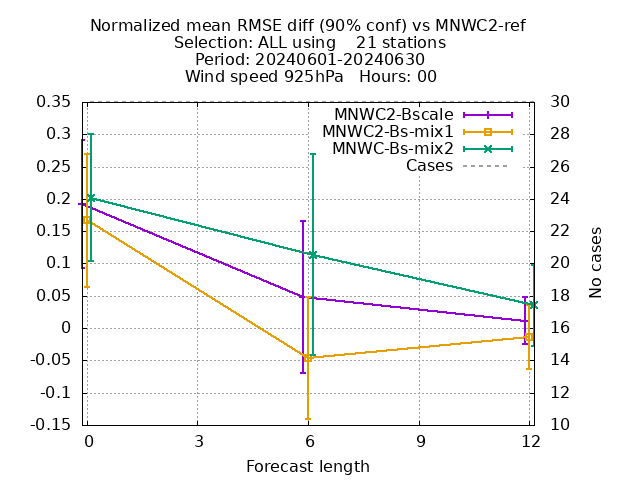 Normalized mean RMSE diff (90% conf) vs MNWC2-ref
Selection: ALL using    21 stations
Period: 20240601-20240630
Wind speed 925hPa   Hours: 00
0.35
0.3
0.25
0.2
0.15
0.1
0.05
0
-0.05
-0.1
-0.15
MNWC2-Bscale
MNWC2-Bs-mix1
MNWC-Bs-mix2
Cases
30
28
26
24
22
20
18
16
14
12
10
No cases
0 3 6 9 12
Forecast length